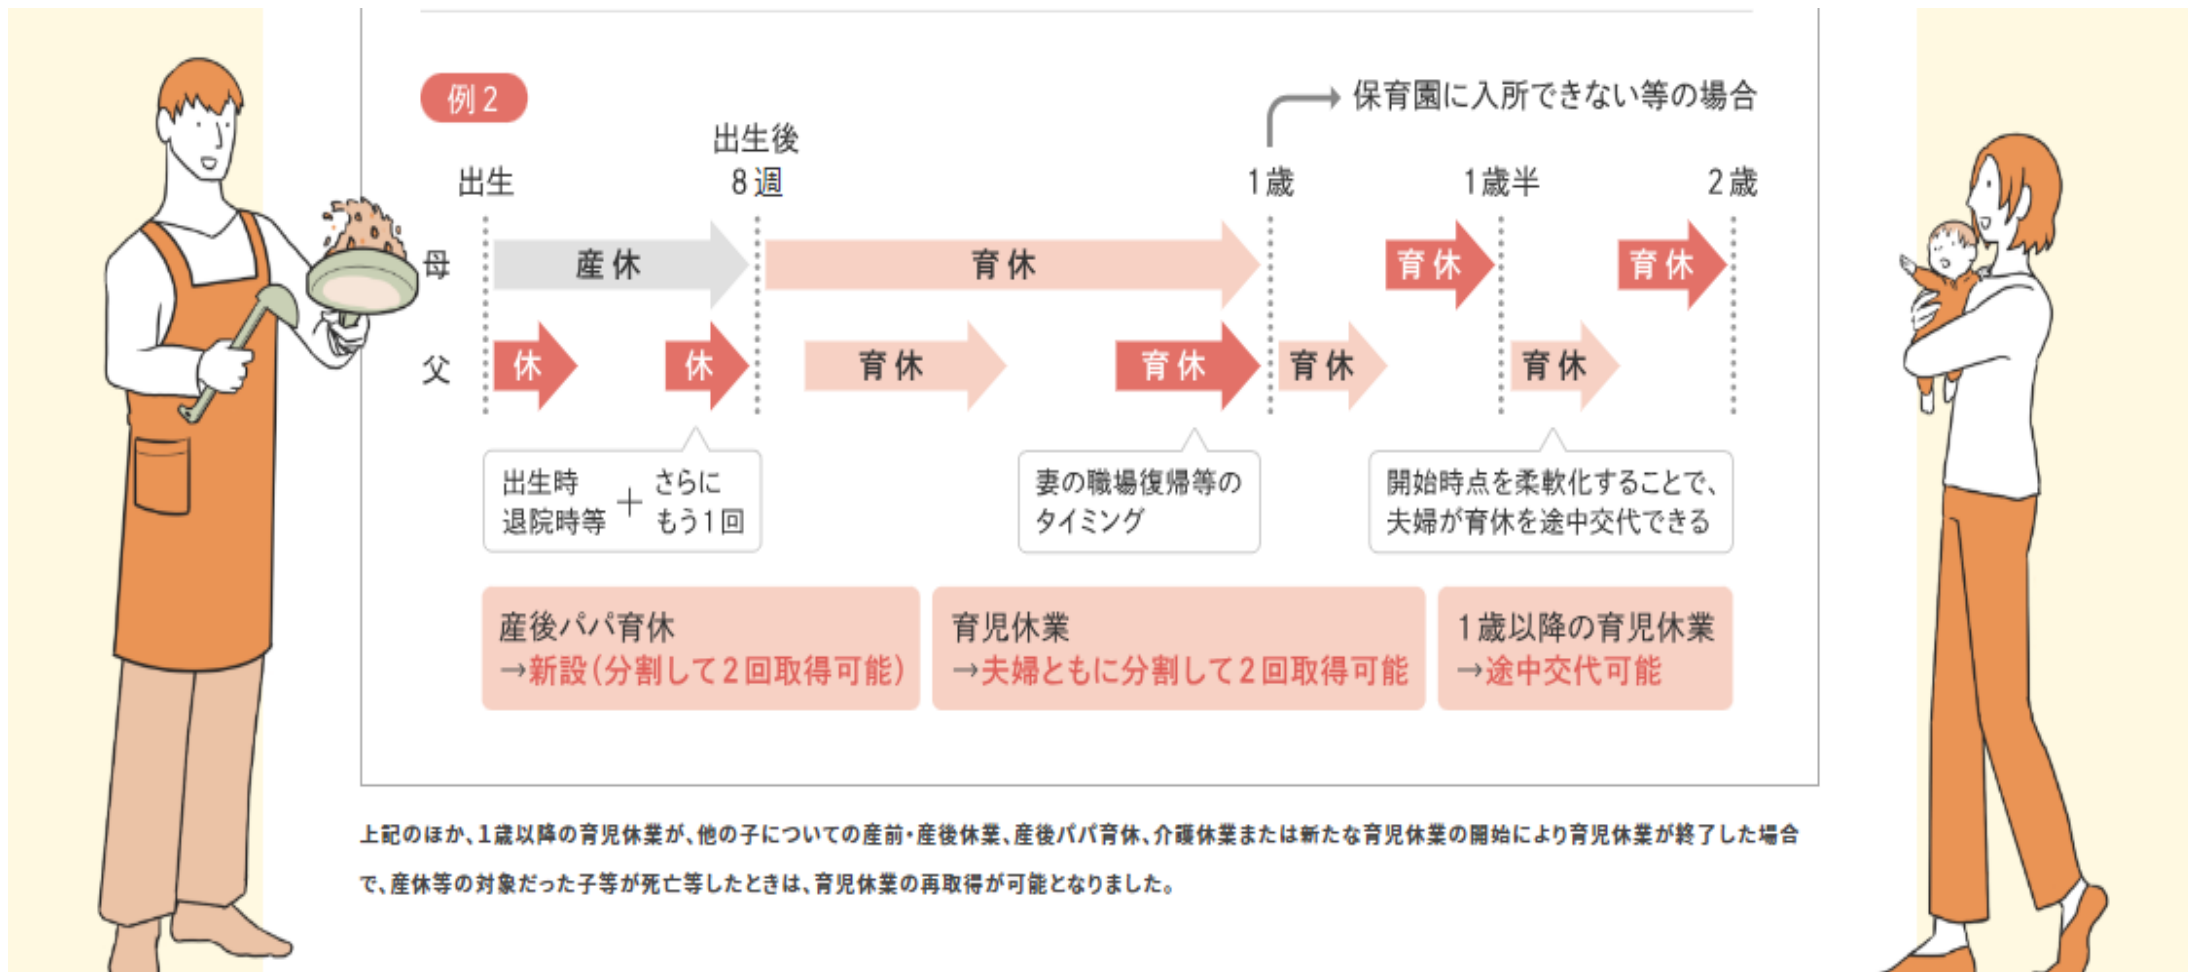 例2
保育園に入所できない等の場合
出生
出生後
8週
1歳
1歳半
2歳
母
産休
育休
育休
育休
父
休
休
育休
育休
育休
育休
出生時
退院時等
＋
さらに
もう1回
妻の職場復帰等の
タイミング
開始時点を柔軟化することで、
夫婦が育休を途中交代できる
産後パパ育休
→新設（分割して2回取得可能）
育児休業
→夫婦ともに分割して2回取得可能
1歳以降の育児休業
→途中交代可能
上記のほか、1歳以降の育児休業が、他の子についての産前・産後休業、産後パパ育休、介護休業または新たな育児休業の開始により育児休業が終了した場合
で、産休等の対象だった子等が死亡等したときは、育児休業の再取得が可能となりました。